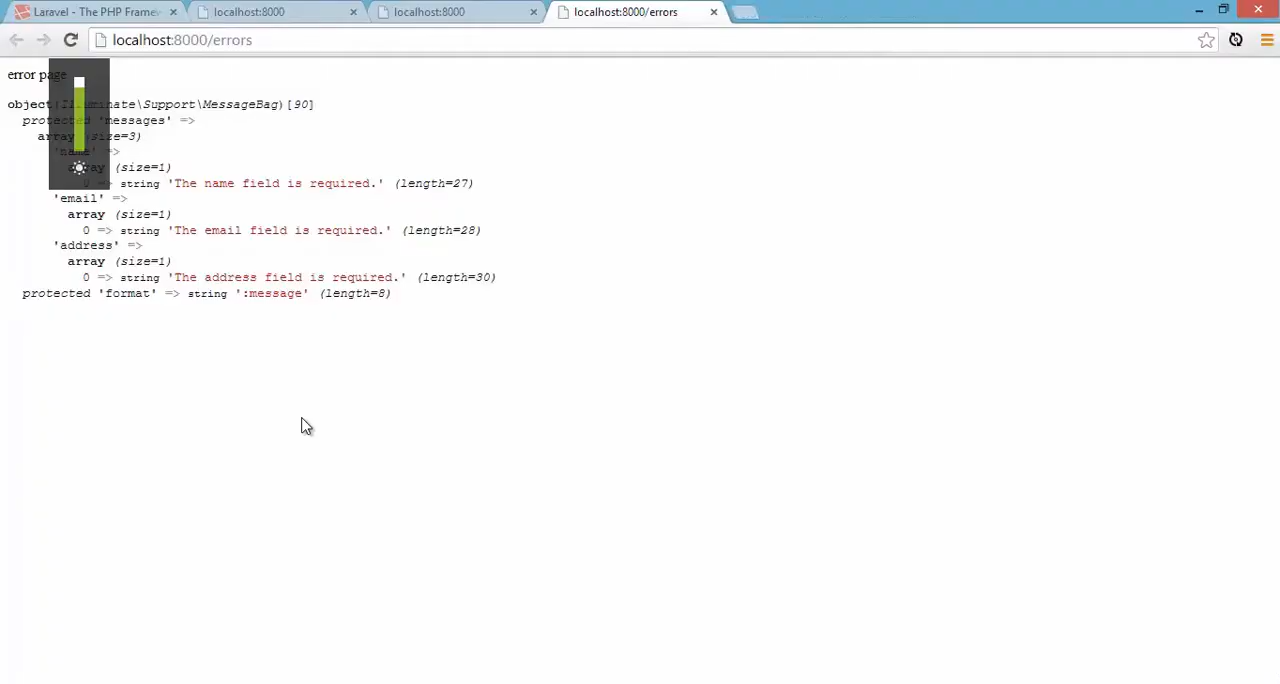 Laravel - The PHP Framev
localhost:8000
localhost:8000
localhost:8000/errors
localhost:8000/errors
error page
object(Illuminate\Support\MessageBag)[90]
protected 'messages' =>
array (size=3)
'name' =>
array (size=1)
0 => string 'The name field is required.' (length=27)
'email' =>
array (size=1)
0 => string 'The email field is required.' (length=28)
'address' =>
array (size=1)
0 => string 'The address field is required.' (length=30)
protected 'format' => string ':message' (length=8)